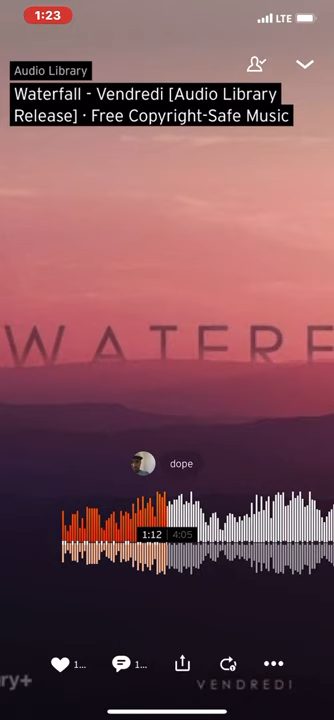 1:23
LTE
Audio Library
Waterfall - Vendredi [Audio Library
Release] · Free Copyright-Safe Music
WATERF
dope
1:12 | 4:05
1... 1...
ry+ VENDREDI